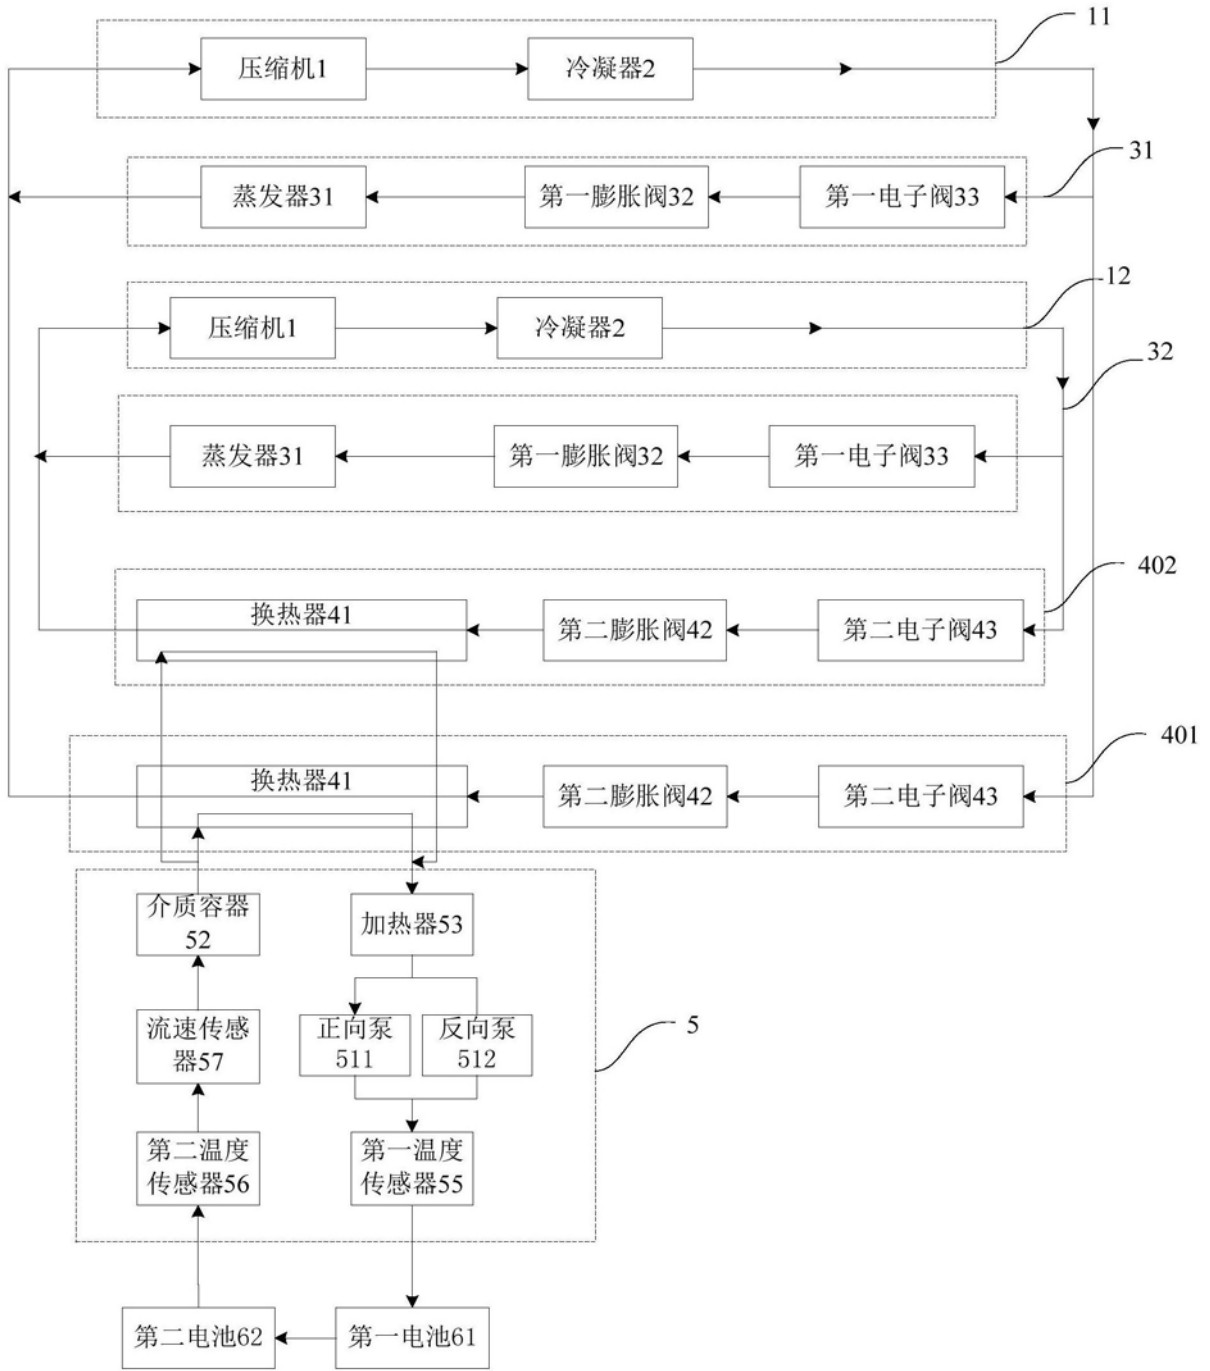 11
压缩机1
冷凝器2
31
蒸发器31
第一膨胀阀32
第一电子阀33
12
压缩机1
冷凝器2
32
蒸发器31
第一膨胀阀32
第一电子阀33
402
换热器41
第二膨胀阀42
第二电子阀43
401
换热器41
第二膨胀阀42
第二电子阀43
介质容器
52
加热器53
流速传感
器57
正向泵
511
反向泵
512
5
第二温度
传感器56
第一温度
传感器55
第二电池62
第一电池61